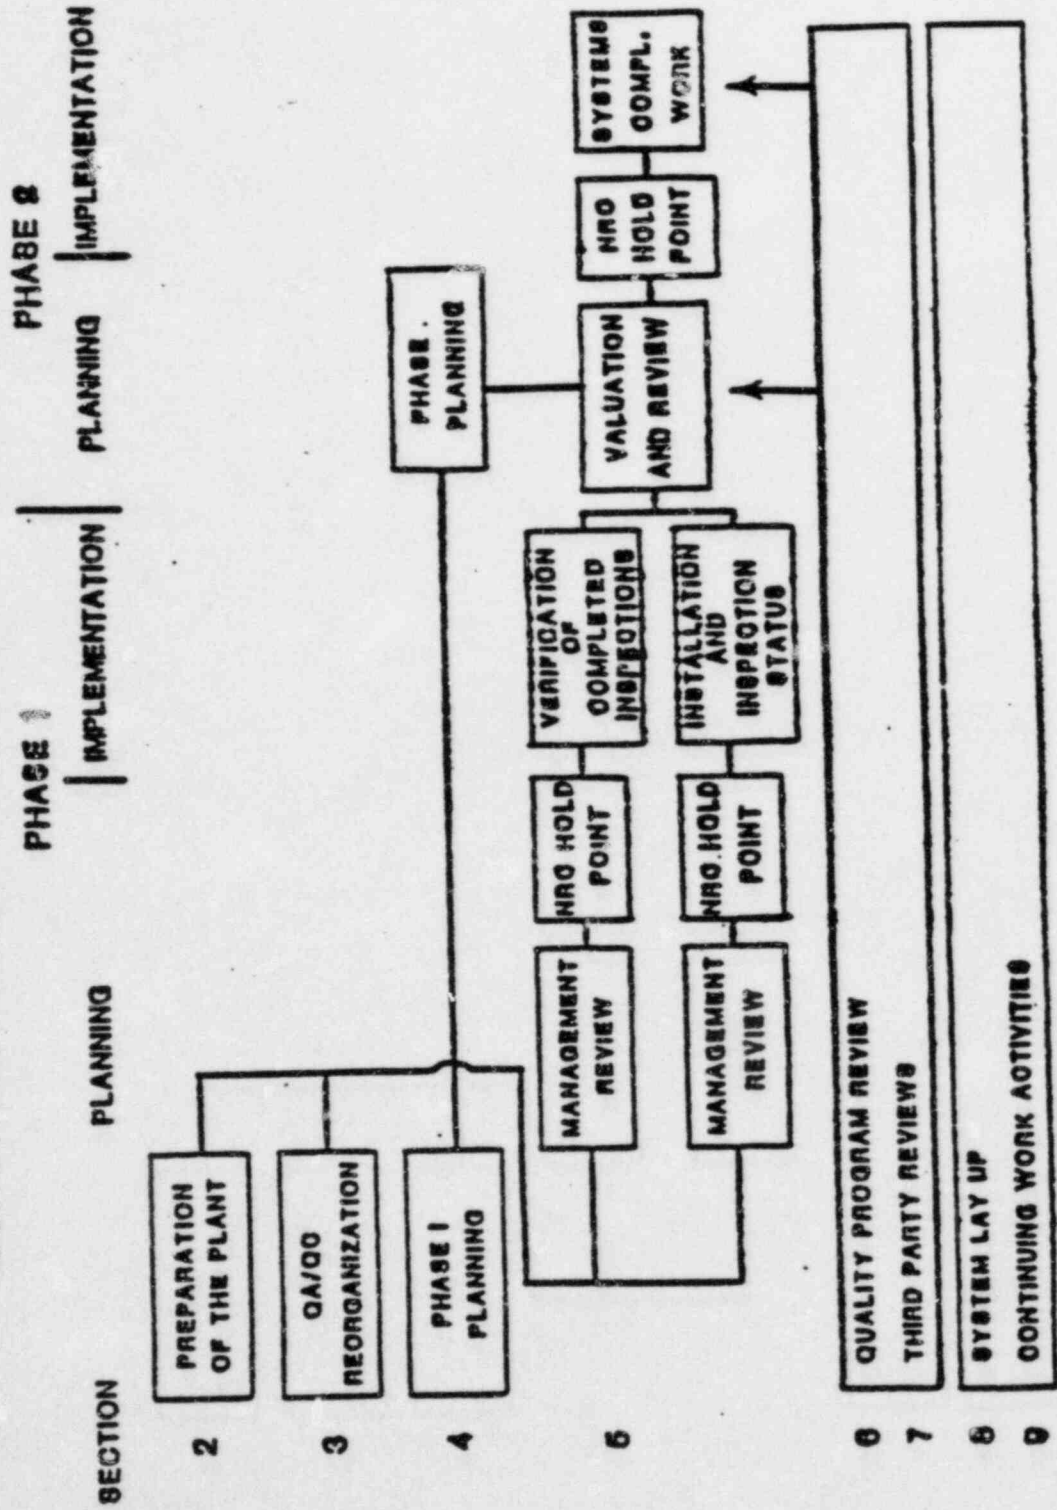 PHASE 1
PHASE 2
SECTION
PLANNING
IMPLEMENTATION
PLANNING
IMPLEMENTATION
2
PREPARATION
OF THE PLANT
3
QA/QC
REORGANIZATION
4
PHASE I
PLANNING
PHASE.
PLANNING
5
MANAGEMENT
REVIEW
NRC HOLD
POINT
VERIFICATION
OF
COMPLETED
INSPECTIONS
MANAGEMENT
REVIEW
NRC HOLD
POINT
INSTALLATION
AND
INSPECTION
STATUS
VALUATION
AND REVIEW
NRC
HOLD
POINT
SYSTEMS
COMPL.
WORK
6
QUALITY PROGRAM REVIEW
7
THIRD PARTY REVIEWS
8
SYSTEM LAY UP
9
CONTINUING WORK ACTIVITIES